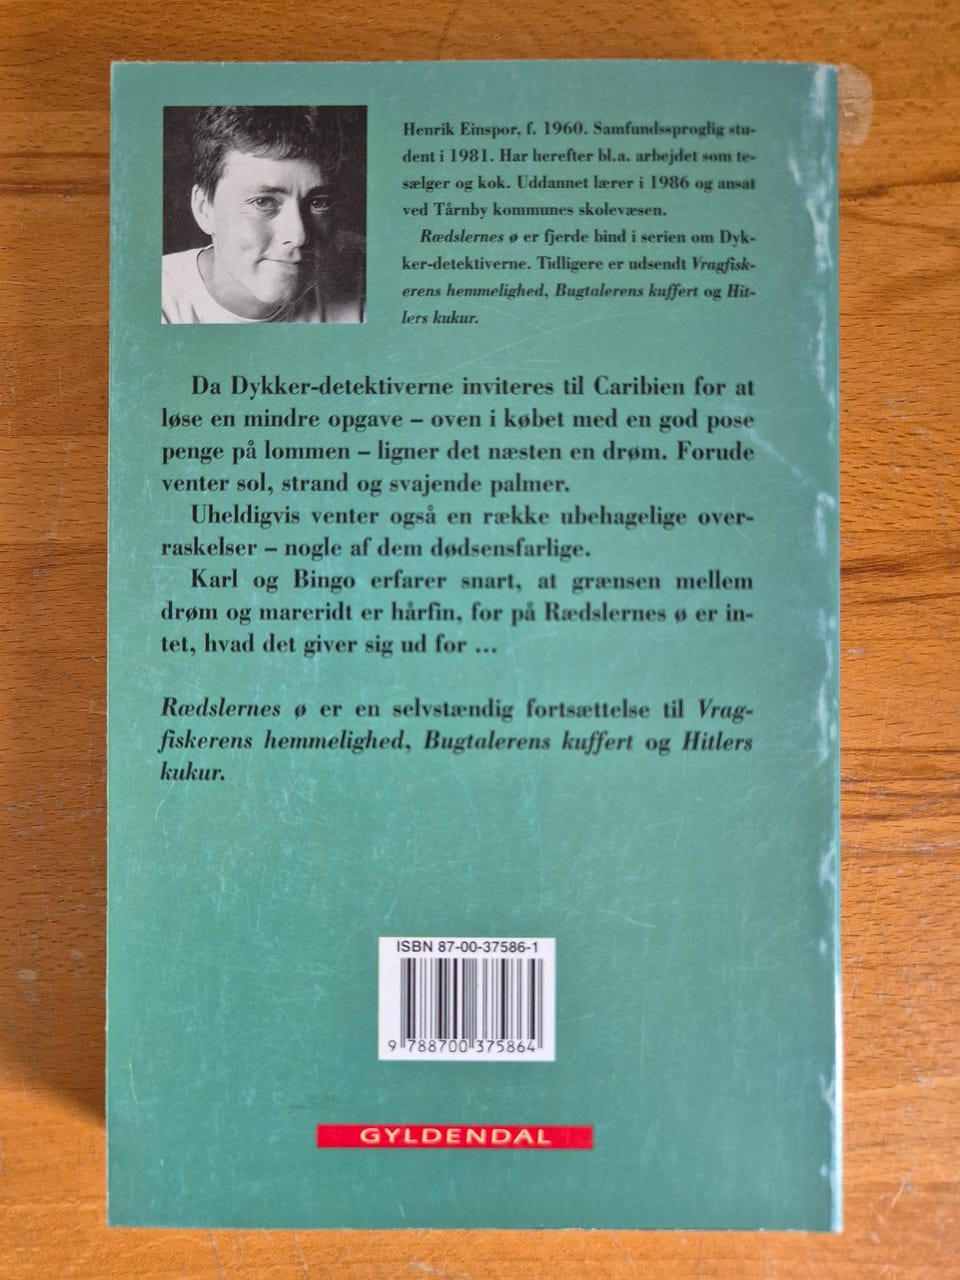 Henrik Einspor, f. 1960. Samfundssproglig stu-
dent i 1981. Har herefter bl.a. arbejdet som te-
sælger og kok. Uddannet lærer i 1986 og ansat
ved Tårnby kommunes skolevæsen.
Rædslernes ø er fjerde bind i serien om Dyk-
ker-detektiverne. Tidligere er udsendt Vragfisk-
erens hemmelighed, Bugtalerens kuffert og Hit-
lers kukur.
Da Dykker-detektiverne inviteres til Caribien for at
løse en mindre opgave – oven i købet med en god pose
penge på lommen – ligner det næsten en drøm. Forude
venter sol, strand og svajende palmer.
Uheldigvis venter også en række ubehagelige over-
raskelser – nogle af dem dødsensfarlige.
Karl og Bingo erfarer snart, at grænsen mellem
drøm og mareridt er hårfin, for på Rædslernes ø er in-
tet, hvad det giver sig ud for ...
Rædslernes ø er en selvstændig fortsættelse til Vrag-
fiskerens hemmelighed, Bugtalerens kuffert og Hitlers
kukur.
ISBN 87-00-37586-1
9 788700 375864
GYLDENDAL